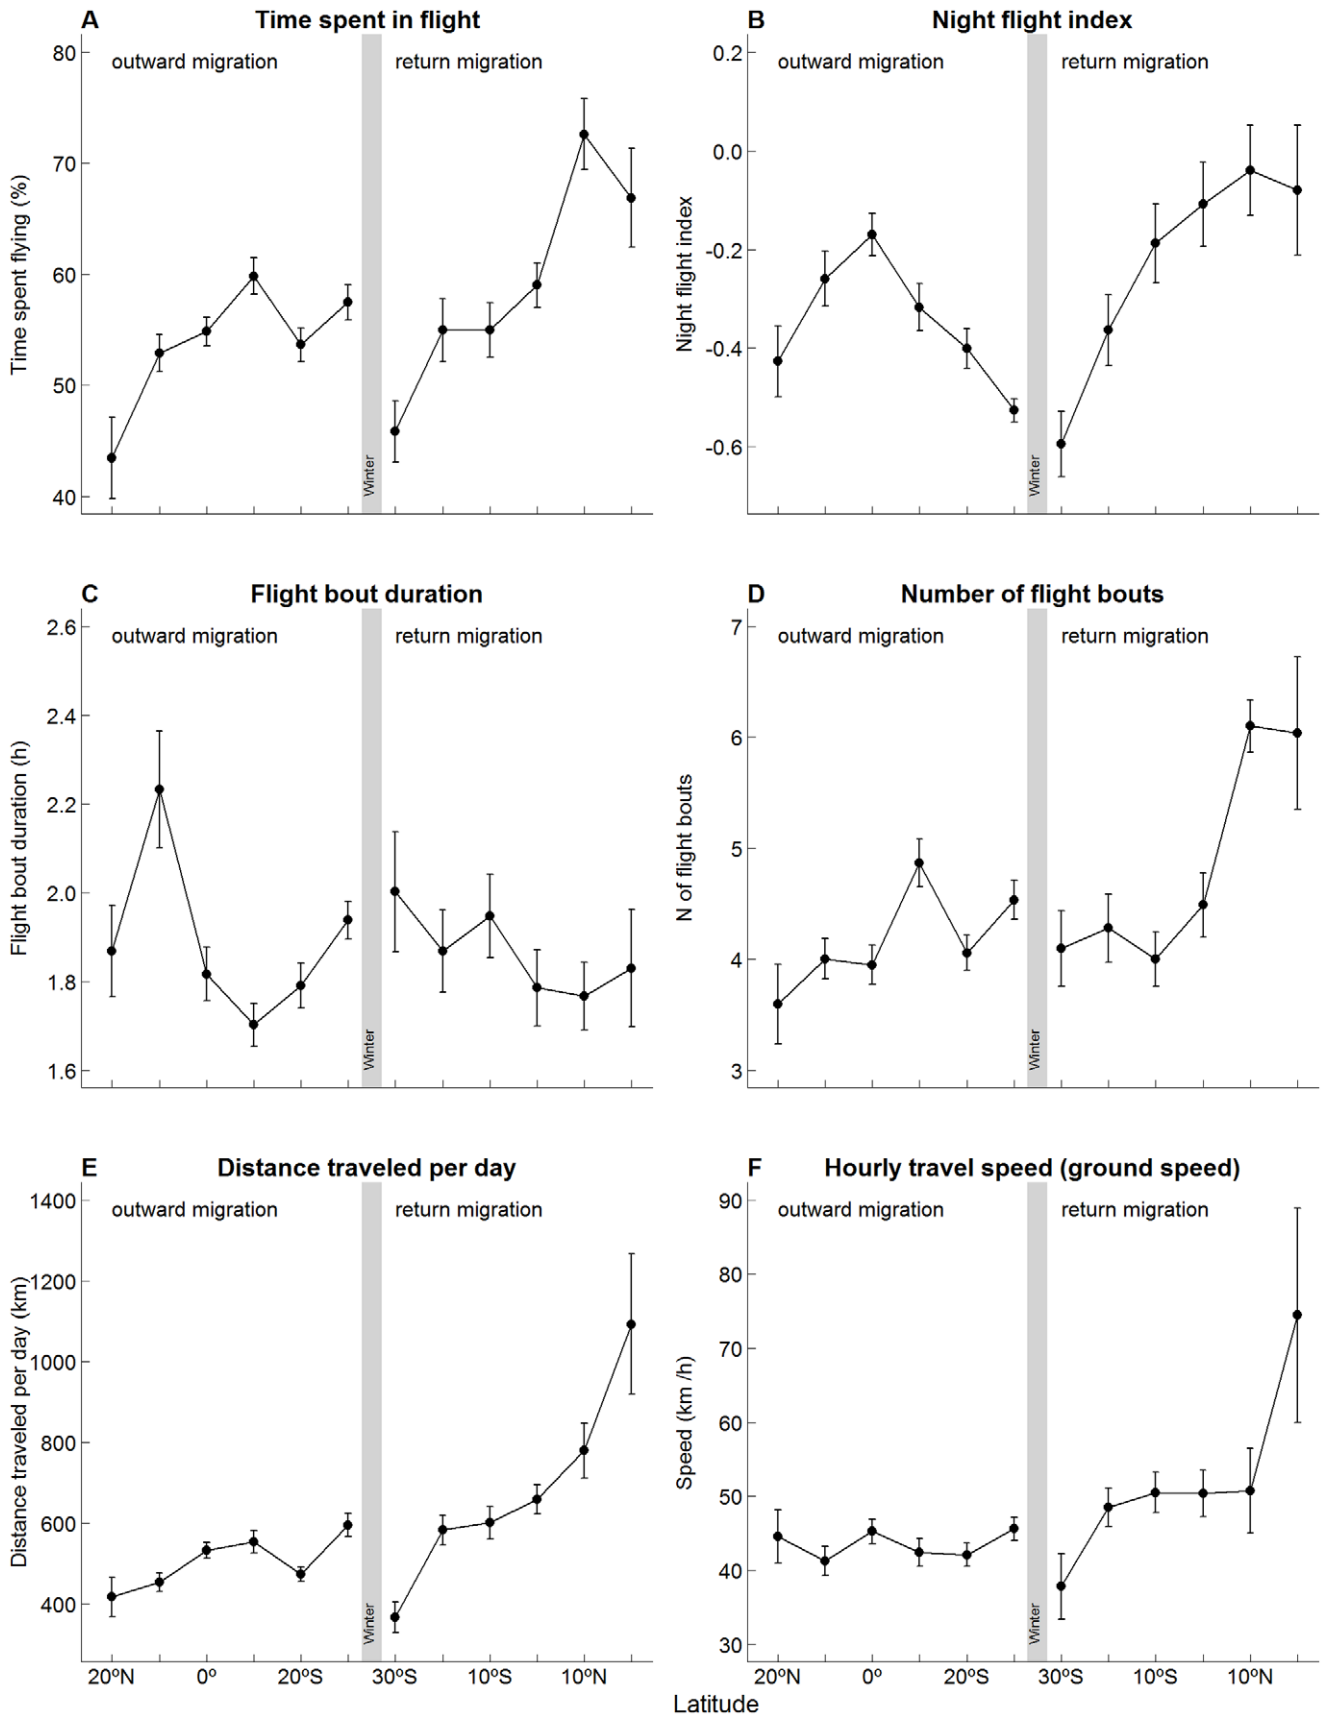 A Time spent in flight
outward migration return migration
Time spent flying (%)
80
70
60
50
40
Winter
B Night flight index
outward migration return migration
Night flight index
0.2
0.0
-0.2
-0.4
-0.6
Winter
C Flight bout duration
outward migration return migration
Flight bout duration (h)
2.6
2.4
2.2
2.0
1.8
1.6
Winter
D Number of flight bouts
outward migration return migration
N of flight bouts
7
6
5
4
3
Winter
E Distance traveled per day
outward migration return migration
Distance traveled per day (km)
1400
1200
1000
800
600
400
Winter
20ºN 0º 20ºS 30ºS 10ºS 10ºN
F Hourly travel speed (ground speed)
outward migration return migration
Speed (km /h)
90
80
70
60
50
40
30
Winter
20ºN 0º 20ºS 30ºS 10ºS 10ºN
Latitude